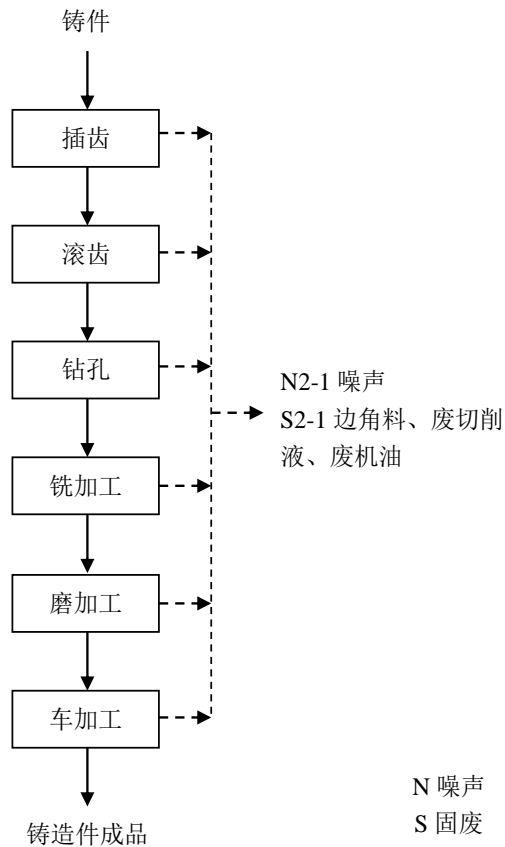 铸件
插齿
滚齿
钻孔
N2-1 噪声
S2-1 边角料、废切削
液、废机油
铣加工
磨加工
车加工
铸造件成品
N 噪声
S 固废